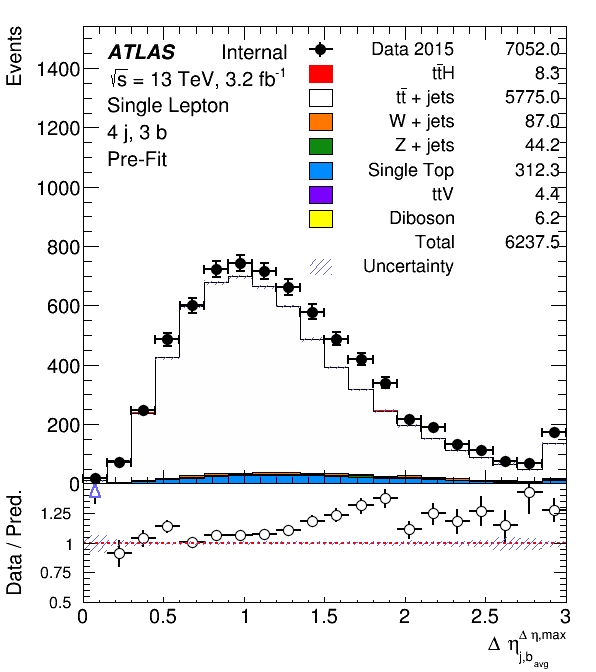 Events
ATLAS Internal
√s = 13 TeV, 3.2 fb⁻¹
Single Lepton
4 j, 3 b
Pre-Fit
Data 2015 7052.0
tt̄H 8.3
tt̄ + jets 5775.0
W + jets 87.0
Z + jets 44.2
Single Top 312.3
ttV 4.4
Diboson 6.2
Total 6237.5
Uncertainty
1400
1200
1000
800
600
400
200
0
Data / Pred.
1.25
1
0.75
0.5
0 0.5 1 1.5 2 2.5 3
Δ η_{j,b_{avg}}^{Δ η,max}